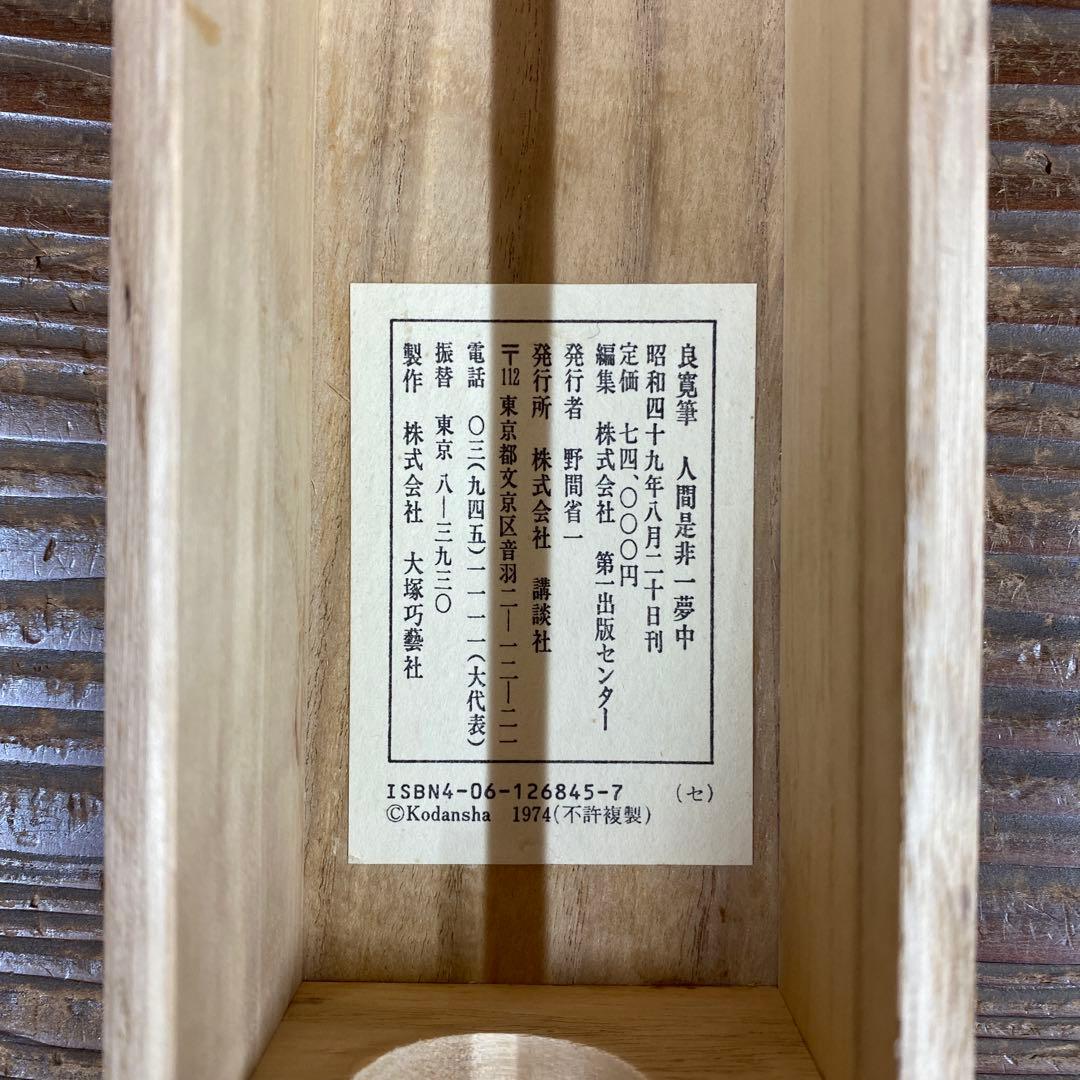 良寛筆 人間是非一夢中
昭和四十九年八月二十日刊
定価 七四、〇〇〇円
編集 株式会社 第一出版センター
発行者 野間省一
発行所 株式会社 講談社
〒112 東京都文京区音羽二―一二―二一
電話 〇三(九四五)一一一一(大代表)
振替 東京 八―三九三〇
製作 株式会社 大塚巧藝社
ISBN4-06-126845-7 (セ)
©Kodansha 1974(不許複製)